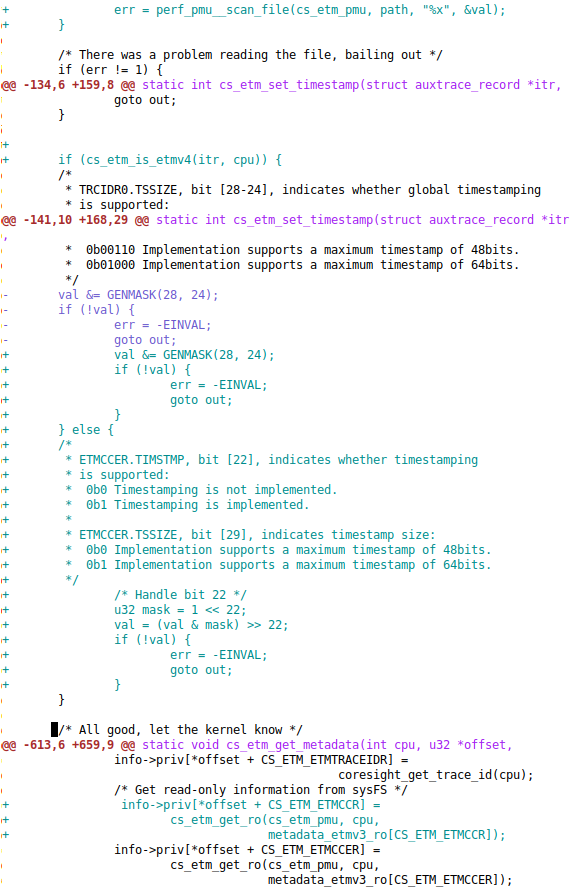 +               err = perf_pmu__scan_file(cs_etm_pmu, path, "%x", &val);
+       }

        /* There was a problem reading the file, bailing out */
        if (err != 1) {
@@ -134,6 +159,8 @@ static int cs_etm_set_timestamp(struct auxtrace_record *itr,
                goto out;
        }

+
+       if (cs_etm_is_etmv4(itr, cpu)) {
        /*
         * TRCIDR0.TSSIZE, bit [28-24], indicates whether global timestamping
         * is supported:
@@ -141,10 +168,29 @@ static int cs_etm_set_timestamp(struct auxtrace_record *itr
,
         *  0b00110 Implementation supports a maximum timestamp of 48bits.
         *  0b01000 Implementation supports a maximum timestamp of 64bits.
         */
-       val &= GENMASK(28, 24);
-       if (!val) {
-               err = -EINVAL;
-               goto out;
+               val &= GENMASK(28, 24);
+               if (!val) {
+                       err = -EINVAL;
+                       goto out;
+               }
+       } else {
+       /*
+        * ETMCCER.TIMSTMP, bit [22], indicates whether timestamping
+        * is supported:
+        *  0b0 Timestamping is not implemented.
+        *  0b1 Timestamping is implemented.
+        *
+        * ETMCCER.TSSIZE, bit [29], indicates timestamp size:
+        *  0b0 Implementation supports a maximum timestamp of 48bits.
+        *  0b1 Implementation supports a maximum timestamp of 64bits.
+        */
+               /* Handle bit 22 */
+               u32 mask = 1 << 22;
+               val = (val & mask) >> 22;
+               if (!val) {
+                       err = -EINVAL;
+                       goto out;
+               }
        }

        /* All good, let the kernel know */
@@ -613,6 +659,9 @@ static void cs_etm_get_metadata(int cpu, u32 *offset,
                info->priv[*offset + CS_ETM_ETMTRACEIDR] =
                                                coresight_get_trace_id(cpu);
                /* Get read-only information from sysFS */
+                info->priv[*offset + CS_ETM_ETMCCR] =
+                       cs_etm_get_ro(cs_etm_pmu, cpu,
+                                     metadata_etmv3_ro[CS_ETM_ETMCCR]);
                info->priv[*offset + CS_ETM_ETMCCER] =
                        cs_etm_get_ro(cs_etm_pmu, cpu,
                                      metadata_etmv3_ro[CS_ETM_ETMCCER]);